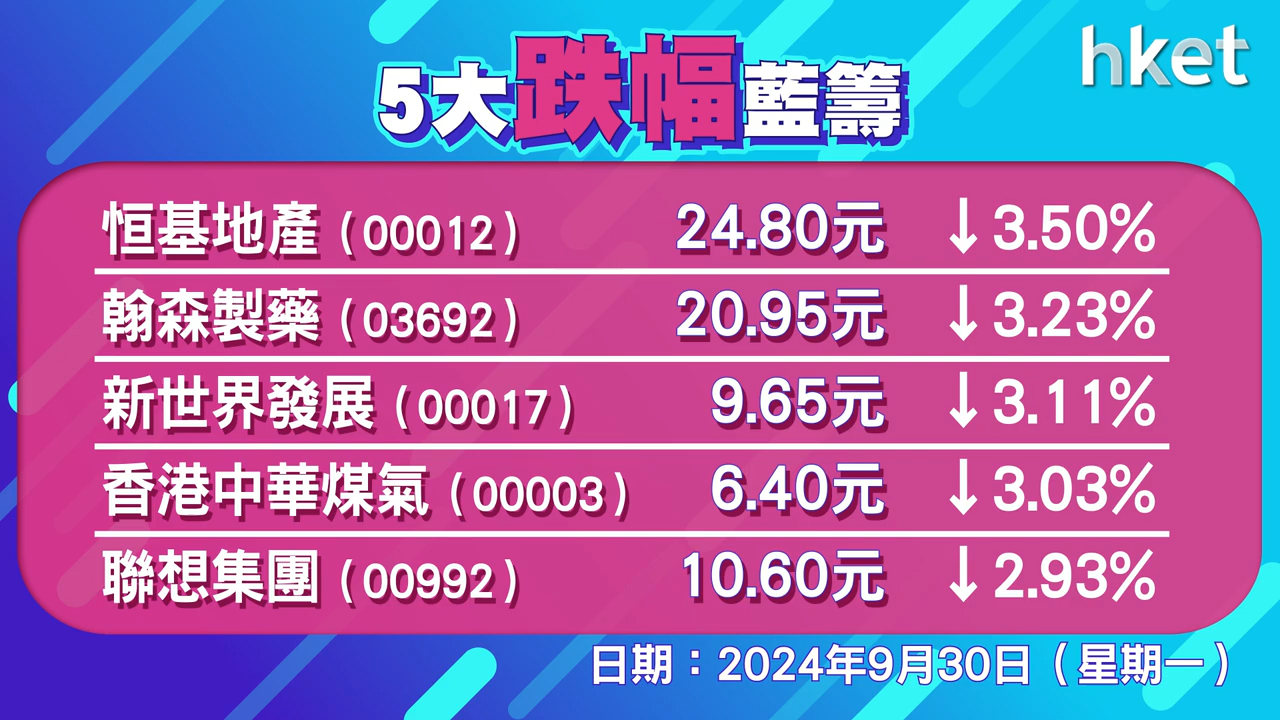 hket
5大跌幅藍籌
恒基地產（00012） 24.80元 ↓3.50%
翰森製藥（03692） 20.95元 ↓3.23%
新世界發展（00017） 9.65元 ↓3.11%
香港中華煤氣（00003） 6.40元 ↓3.03%
聯想集團（00992） 10.60元 ↓2.93%
日期：2024年9月30日（星期一）